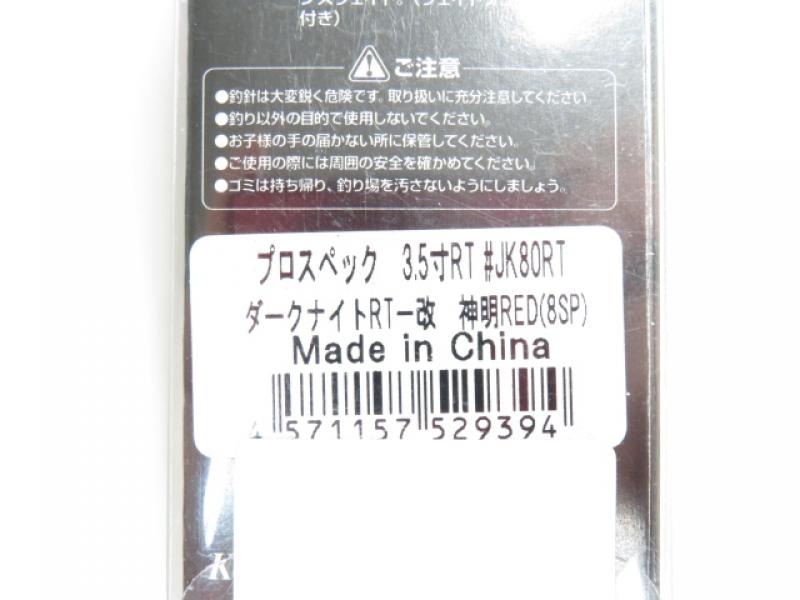 付き)
ご注意
●釣針は大変鋭く危険です。取り扱いに充分注意してください。
●釣り以外の目的で使用しないでください。
●お子様の手の届かない所に保管してください。
●ご使用の際には周囲の安全を確かめてください。
●ゴミは持ち帰り、釣り場を汚さないようにしましょう。
プロスペック 3.5寸RT #JK80RT
ダークナイトRT一改 神明RED(8SP)
Made in China
4 571157 529394
K